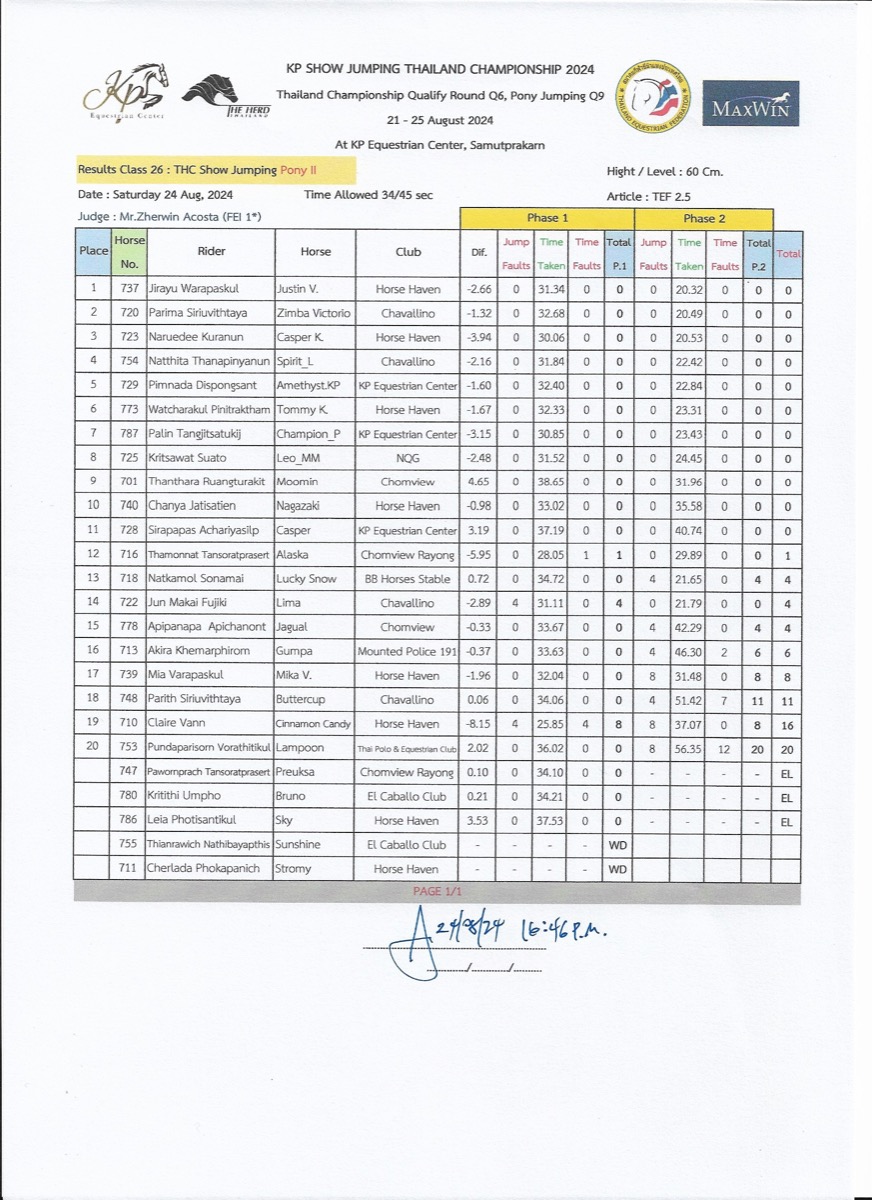 KPs
Equestrian Center
THE HERD
THAILAND
KP SHOW JUMPING THAILAND CHAMPIONSHIP 2024
Thailand Championship Qualify Round Q6, Pony Jumping Q9
21 - 25 August 2024
At KP Equestrian Center, Samutprakarn
THAILAND EQUESTRIAN FEDERATION
MAXWIN
Results Class 26 : THC Show Jumping Pony II
Hight / Level : 60 Cm.
Date : Saturday 24 Aug, 2024 Time Allowed 34/45 sec Article : TEF 2.5
Judge : Mr.Zherwin Acosta (FEI 1*) Phase 1 Phase 2
Place Horse No. Rider Horse Club Dif. Jump Faults Time Taken Time Faults Total P.1 Jump Faults Time Taken Time Faults Total P.2 Total
1 737 Jirayu Warapaskul Justin V. Horse Haven -2.66 0 31.34 0 0 0 20.32 0 0 0
2 720 Parima Siriuvithtaya Zimba Victorio Chavallino -1.32 0 32.68 0 0 0 20.49 0 0 0
3 723 Naruedee Kuranun Casper K. Horse Haven -3.94 0 30.06 0 0 0 20.53 0 0 0
4 754 Natthita Thanapinyanun Spirit_L Chavallino -2.16 0 31.84 0 0 0 22.42 0 0 0
5 729 Pimnada Dispongsant Amethyst.KP KP Equestrian Center -1.60 0 32.40 0 0 0 22.84 0 0 0
6 773 Watcharakul Pinitraktham Tommy K. Horse Haven -1.67 0 32.33 0 0 0 23.31 0 0 0
7 787 Palin Tangjitsatukij Champion_P KP Equestrian Center -3.15 0 30.85 0 0 0 23.43 0 0 0
8 725 Kritsawat Suato Leo_MM NQG -2.48 0 31.52 0 0 0 24.45 0 0 0
9 701 Thanthara Ruangturakit Moomin Chomview 4.65 0 38.65 0 0 0 31.96 0 0 0
10 740 Chanya Jatisatien Nagazaki Horse Haven -0.98 0 33.02 0 0 0 35.58 0 0 0
11 728 Sirapapas Achariyasilp Casper KP Equestrian Center 3.19 0 37.19 0 0 0 40.74 0 0 0
12 716 Thamonnat Tansoratprasert Alaska Chomview Rayong -5.95 0 28.05 1 1 0 29.89 0 0 1
13 718 Natkamol Sonamai Lucky Snow BB Horses Stable 0.72 0 34.72 0 0 4 21.65 0 4 4
14 722 Jun Makai Fujiki Lima Chavallino -2.89 4 31.11 0 4 0 21.79 0 0 4
15 778 Apipanapa Apichanont Jagual Chomview -0.33 0 33.67 0 0 4 42.29 0 4 4
16 713 Akira Khemarphirom Gumpa Mounted Police 191 -0.37 0 33.63 0 0 4 46.30 2 6 6
17 739 Mia Varapaskul Mika V. Horse Haven -1.96 0 32.04 0 0 8 31.48 0 8 8
18 748 Parith Siriuvithtaya Buttercup Chavallino 0.06 0 34.06 0 0 4 51.42 7 11 11
19 710 Claire Vann Cinnamon Candy Horse Haven -8.15 4 25.85 4 8 8 37.07 0 8 16
20 753 Pundaparisorn Vorathitikul Lampoon Thai Polo & Equestrian Club 2.02 0 36.02 0 0 8 56.35 12 20 20
747 Pawornprach Tansoratprasert Preuksa Chomview Rayong 0.10 0 34.10 0 0 - - - - EL
780 Kritithi Umpho Bruno El Caballo Club 0.21 0 34.21 0 0 - - - - EL
786 Leia Photisantikul Sky Horse Haven 3.53 0 37.53 0 0 - - - - EL
755 Thianrawich Nathibayapthis Sunshine El Caballo Club - - - - WD
711 Cherlada Phokapanich Stromy Horse Haven - - - - WD
PAGE 1/1
24/8/24 16:46 P.M.